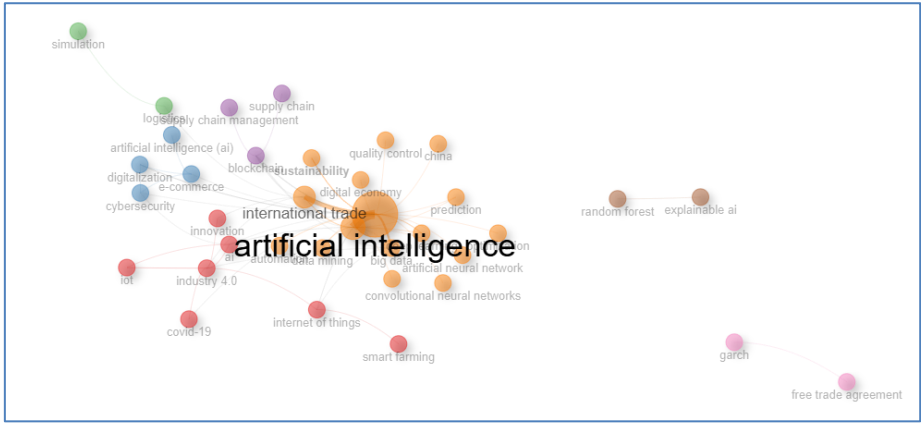 simulation
supply chain
logistics
supply chain management
artificial intelligence (ai)
quality control
china
blockchain
sustainability
digitalization
e-commerce
digital economy
cybersecurity
international trade
prediction
random forest
explainable ai
innovation
ai
artificial intelligence
automation
data mining
big data
artificial neural network
iot
industry 4.0
convolutional neural networks
internet of things
covid-19
smart farming
garch
free trade agreement